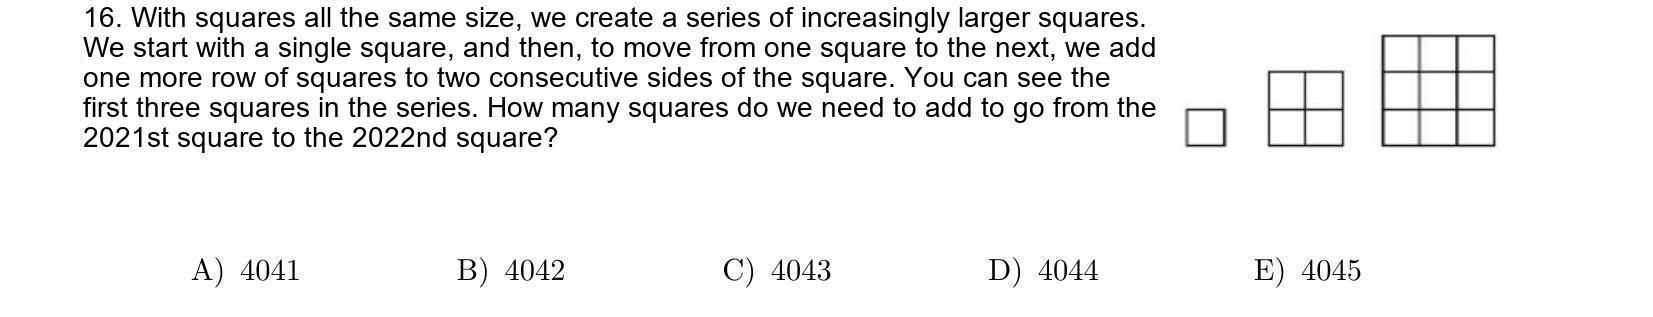 16. With squares all the same size, we create a series of increasingly larger squares.
We start with a single square, and then, to move from one square to the next, we add
one more row of squares to two consecutive sides of the square. You can see the
first three squares in the series. How many squares do we need to add to go from the
2021st square to the 2022nd square?
A) 4041 B) 4042 C) 4043 D) 4044 E) 4045